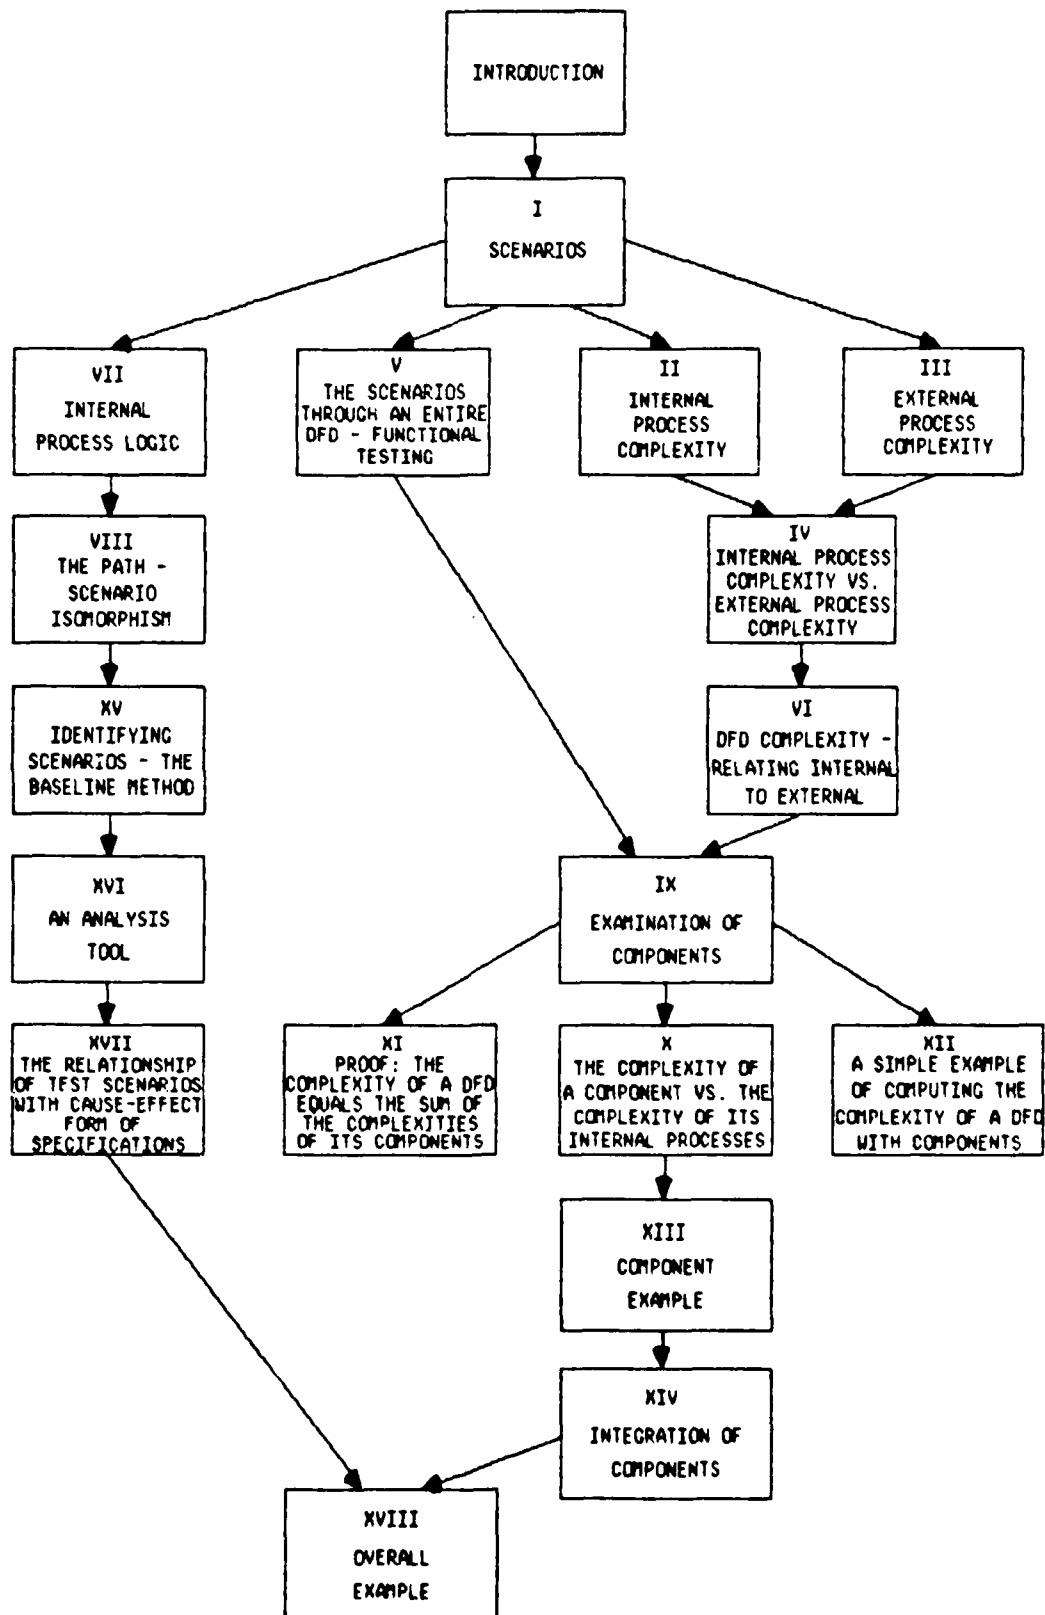 INTRODUCTION
I
SCENARIOS
VII
INTERNAL
PROCESS LOGIC
V
THE SCENARIOS
THROUGH AN ENTIRE
DFD - FUNCTIONAL
TESTING
II
INTERNAL
PROCESS
COMPLEXITY
III
EXTERNAL
PROCESS
COMPLEXITY
VIII
THE PATH -
SCENARIO
ISOMORPHISM
IV
INTERNAL PROCESS
COMPLEXITY VS.
EXTERNAL PROCESS
COMPLEXITY
XV
IDENTIFYING
SCENARIOS - THE
BASELINE METHOD
VI
DFD COMPLEXITY -
RELATING INTERNAL
TO EXTERNAL
XVI
AN ANALYSIS
TOOL
IX
EXAMINATION OF
COMPONENTS
XVII
THE RELATIONSHIP
OF TEST SCENARIOS
WITH CAUSE-EFFECT
FORM OF
SPECIFICATIONS
XI
PROOF: THE
COMPLEXITY OF A DFD
EQUALS THE SUM OF
THE COMPLEXITIES
OF ITS COMPONENTS
X
THE COMPLEXITY OF
A COMPONENT VS. THE
COMPLEXITY OF ITS
INTERNAL PROCESSES
XII
A SIMPLE EXAMPLE
OF COMPUTING THE
COMPLEXITY OF A DFD
WITH COMPONENTS
XIII
COMPONENT
EXAMPLE
XIV
INTEGRATION OF
COMPONENTS
XVIII
OVERALL
EXAMPLE